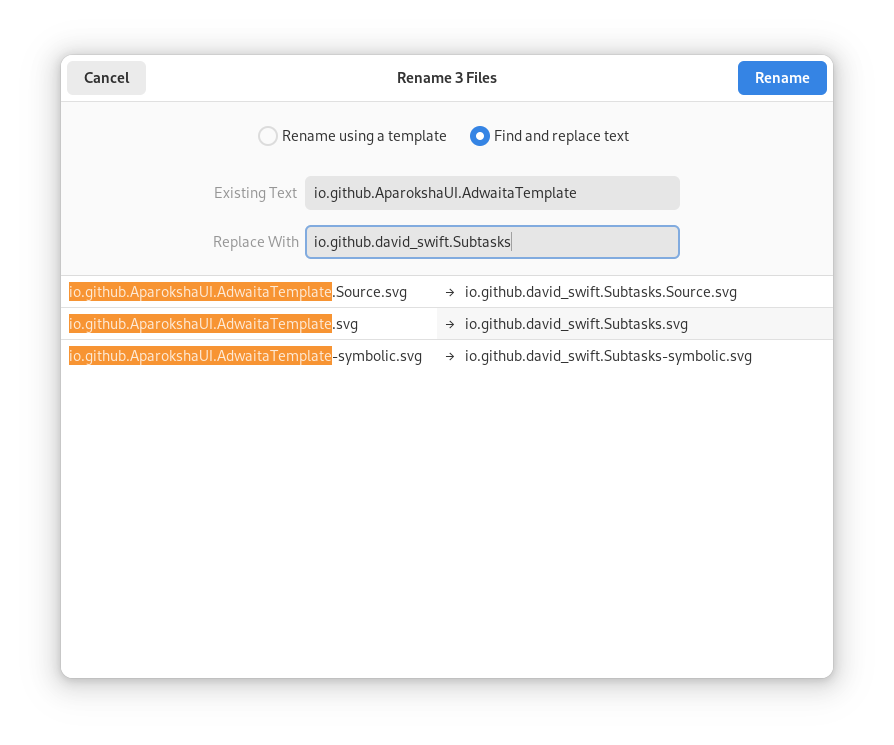 Cancel Rename 3 Files Rename
Rename using a template Find and replace text
Existing Text io.github.AparokshaUI.AdwaitaTemplate
Replace With io.github.david_swift.Subtasks
io.github.AparokshaUI.AdwaitaTemplate.Source.svg → io.github.david_swift.Subtasks.Source.svg
io.github.AparokshaUI.AdwaitaTemplate.svg → io.github.david_swift.Subtasks.svg
io.github.AparokshaUI.AdwaitaTemplate-symbolic.svg → io.github.david_swift.Subtasks-symbolic.svg